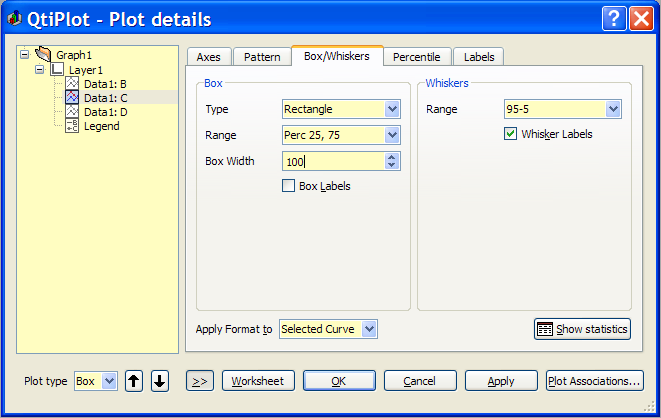 QtiPlot - Plot details
Graph1
Layer1
Data1: B
Data1: C
Data1: D
Legend
Axes Pattern Box/Whiskers Percentile Labels
Box
Type Rectangle
Range Perc 25, 75
Box Width 100
Box Labels
Whiskers
Range 95-5
Whisker Labels
Apply Format to Selected Curve Show statistics
Plot type Box >> Worksheet OK Cancel Apply Plot Associations...